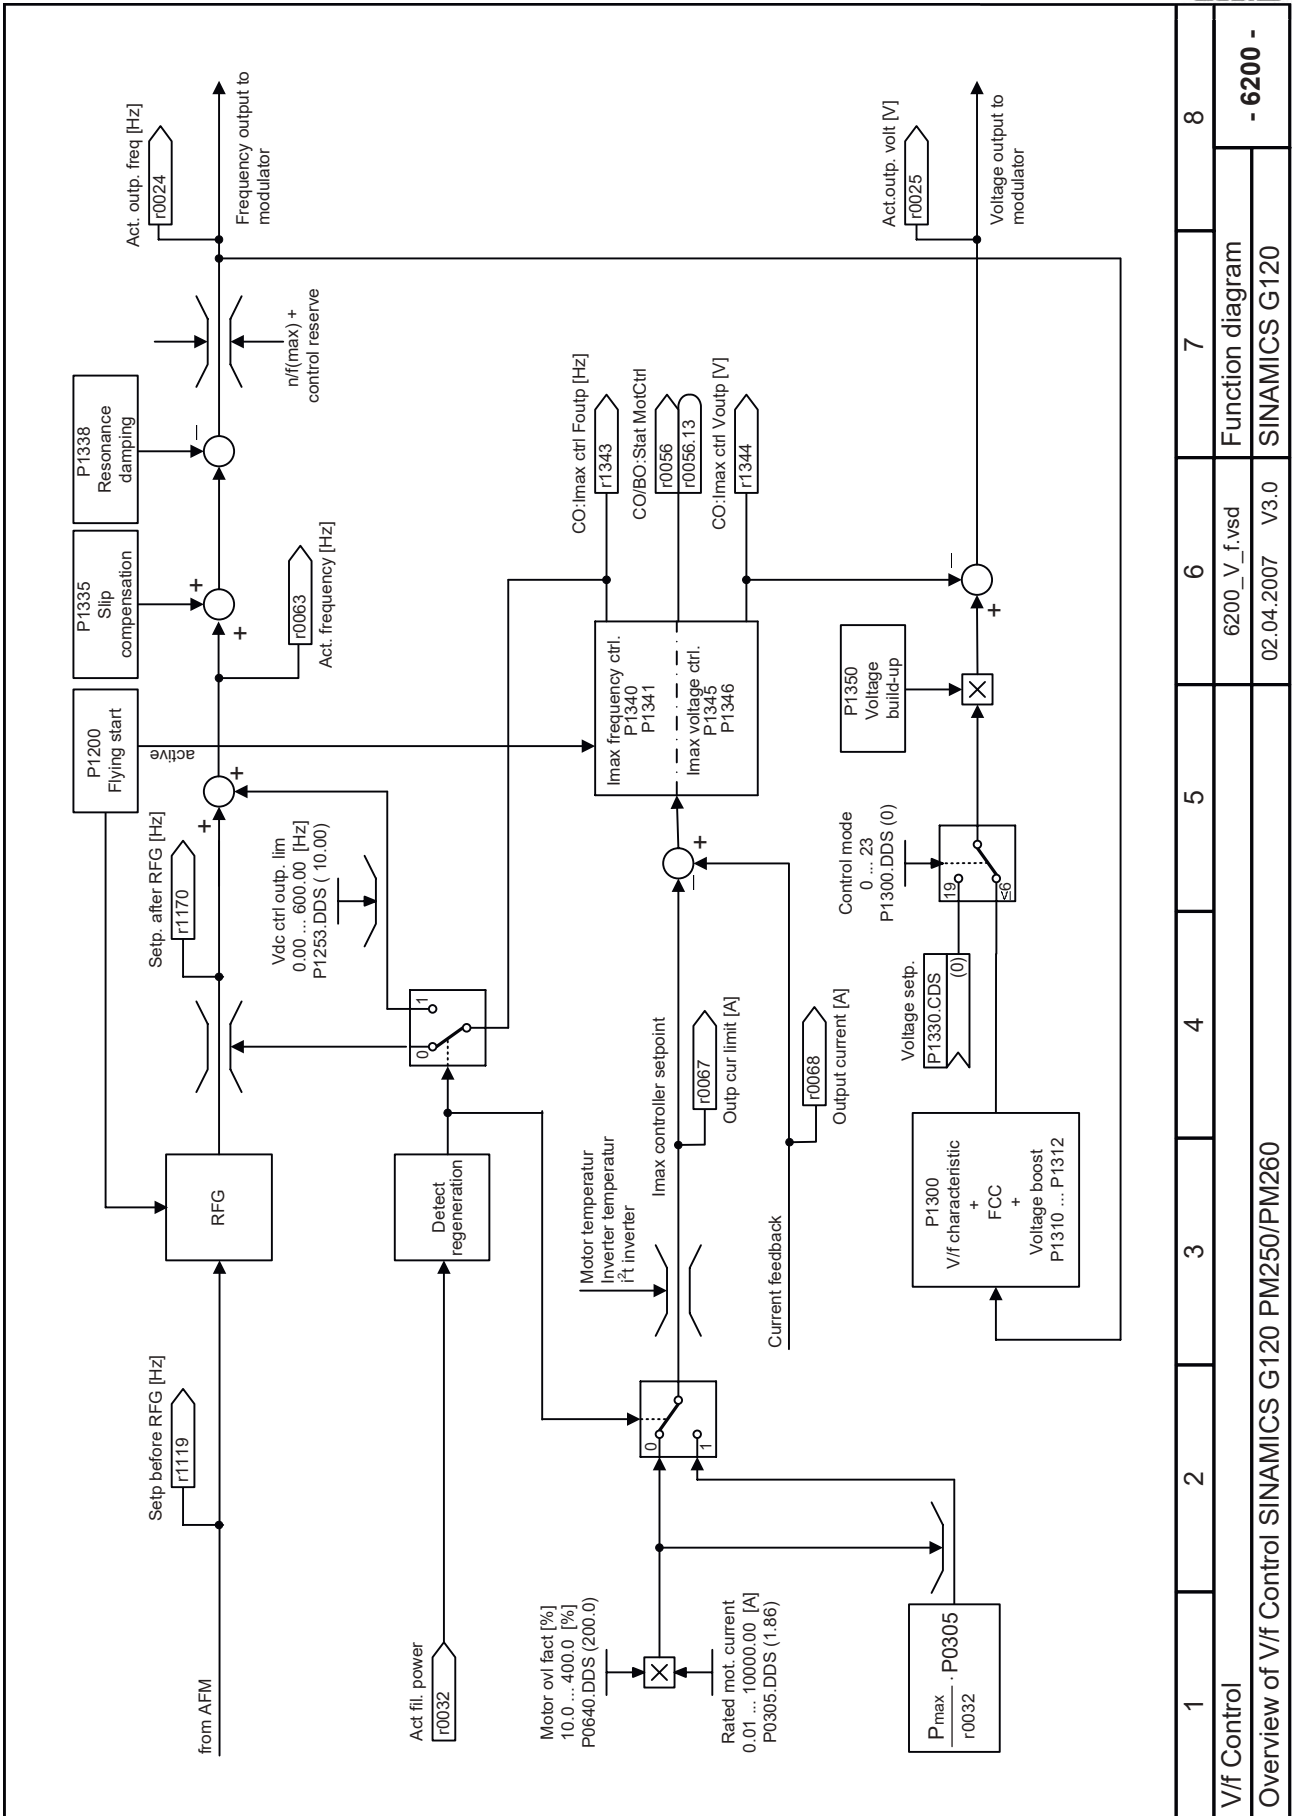 from AFM
Setp before RFG [Hz]
r1119
RFG
Setp. after RFG [Hz]
r1170
P1200
Flying start
active
P1335
Slip
compensation
r0063
Act. frequency [Hz]
P1338
Resonance
damping
n/f(max) +
control reserve
Act. outp. freq [Hz]
r0024
Frequency output to
modulator
+
+
+
+
–
Act fil. power
r0032
Detect
regeneration
0
1
Vdc ctrl outp. lim
0.00 ... 600.00 [Hz]
P1253.DDS ( 10.00)
Motor ovl fact [%]
10.0 ... 400.0 [%]
P0640.DDS (200.0)
Rated mot. current
0.01 ... 10000.00 [A]
P0305.DDS (1.86)
0
1
Motor temperatur
Inverter temperatur
i²t inverter
Imax controller setpoint
r0067
Outp cur limit [A]
–
+
Imax frequency ctrl.
P1340
P1341
Imax voltage ctrl.
P1345
P1346
CO:Imax ctrl Foutp [Hz]
r1343
CO/BO:Stat MotCtrl
r0056
r0056.13
CO:Imax ctrl Voutp [V]
r1344
Current feedback
r0068
Output current [A]
Pmax
r0032
· P0305
P1300
V/f characteristic
+
FCC
+
Voltage boost
P1310 ... P1312
Voltage setp.
P1330.CDS
(0)
Control mode
0 ... 23
P1300.DDS (0)
19
≤6
P1350
Voltage
build-up
+
–
Act.outp. volt [V]
r0025
Voltage output to
modulator
1
2
3
4
5
6
7
8
V/f Control
6200_V_f.vsd
Function diagram
- 6200 -
Overview of V/f Control SINAMICS G120 PM250/PM260
02.04.2007 V3.0
SINAMICS G120